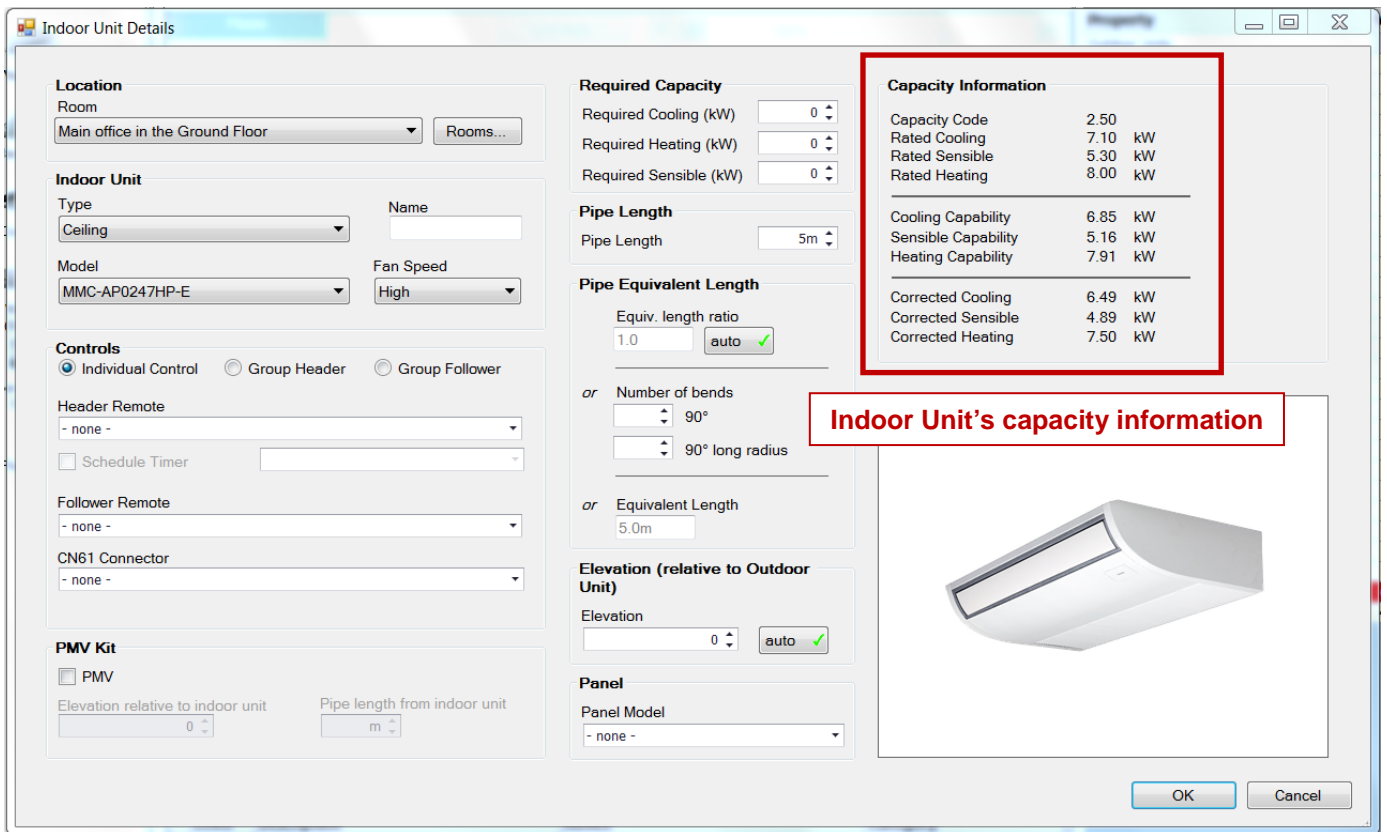 Indoor Unit Details
Property
Location
Room
Main office in the Ground Floor
Rooms...
Indoor Unit
Type
Name
Ceiling
Model
Fan Speed
MMC-AP0247HP-E
High
Controls
Individual Control
Group Header
Group Follower
Header Remote
- none -
Schedule Timer
Follower Remote
- none -
CN61 Connector
- none -
PMV Kit
PMV
Elevation relative to indoor unit
Pipe length from indoor unit
0
m
Required Capacity
Required Cooling (kW) 0
Required Heating (kW) 0
Required Sensible (kW) 0
Pipe Length
Pipe Length 5m
Pipe Equivalent Length
Equiv. length ratio
1.0 auto
or Number of bends
90°
90° long radius
or Equivalent Length
5.0m
Elevation (relative to Outdoor
Unit)
Elevation
0 auto
Panel
Panel Model
- none -
Capacity Information
Capacity Code 2.50
Rated Cooling 7.10 kW
Rated Sensible 5.30 kW
Rated Heating 8.00 kW
Cooling Capability 6.85 kW
Sensible Capability 5.16 kW
Heating Capability 7.91 kW
Corrected Cooling 6.49 kW
Corrected Sensible 4.89 kW
Corrected Heating 7.50 kW
Indoor Unit’s capacity information
OK
Cancel